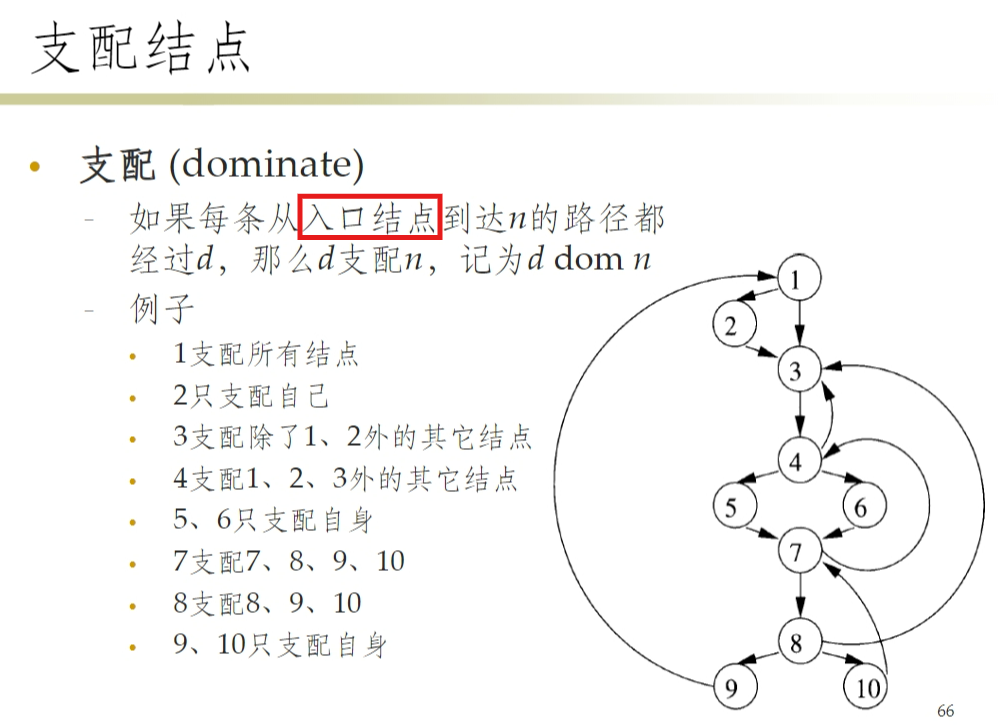 支配结点
• 支配 (dominate)
– 如果每条从入口结点到达n的路径都
经过d，那么d支配n，记为d dom n
– 例子
• 1支配所有结点
• 2只支配自己
• 3支配除了1、2外的其它结点
• 4支配1、2、3外的其它结点
• 5、6只支配自身
• 7支配7、8、9、10
• 8支配8、9、10
• 9、10只支配自身
1
2
3
4
5
6
7
8
9
10
66